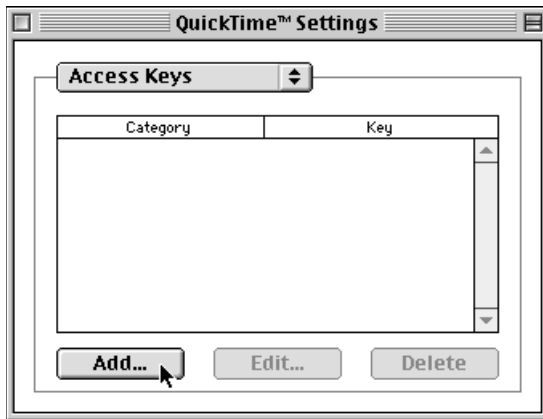 QuickTime™ Settings
Access Keys
Category Key
Add... Edit... Delete